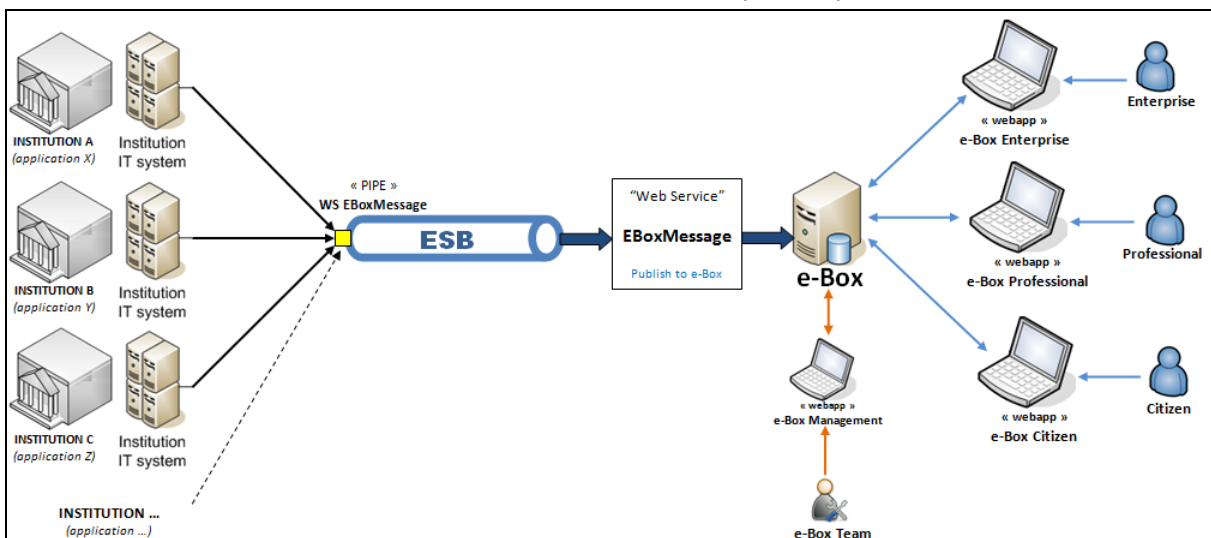 INSTITUTION A
(application X)
Institution
IT system
INSTITUTION B
(application Y)
Institution
IT system
INSTITUTION C
(application Z)
Institution
IT system
INSTITUTION ...
(application ...)
« PIPE »
WS EBoxMessage
ESB
"Web Service"
EBoxMessage
Publish to e-Box
e-Box
« webapp »
e-Box Management
e-Box Team
« webapp »
e-Box Enterprise
Enterprise
« webapp »
e-Box Professional
Professional
« webapp »
e-Box Citizen
Citizen